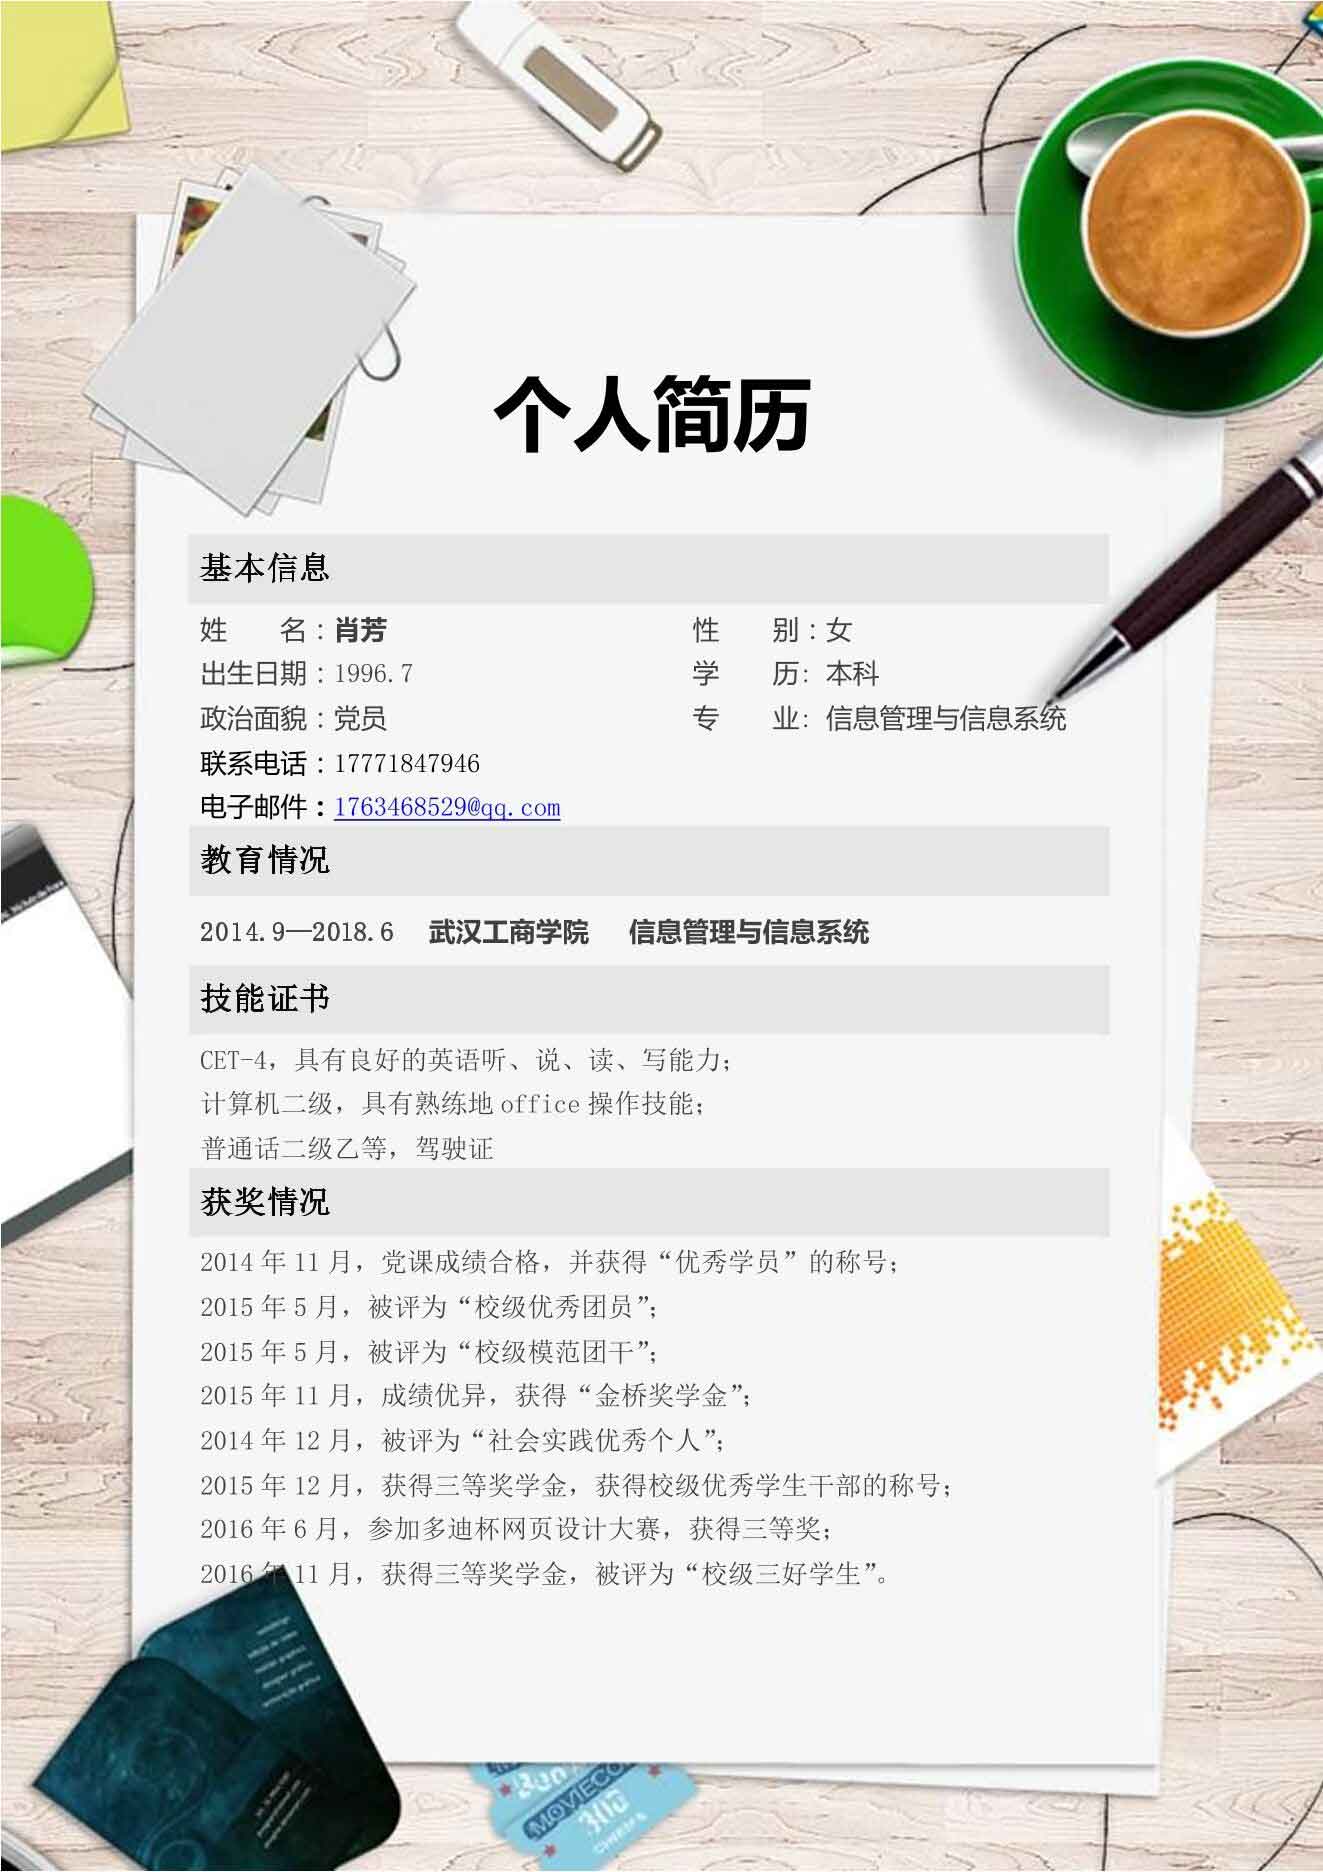 个人简历
基本信息
姓 名：肖芳 性 别：女
出生日期：1996.7 学 历：本科
政治面貌：党员 专 业：信息管理与信息系统
联系电话：17771847946
电子邮件：1763468529@qq.com
教育情况
2014.9—2018.6 武汉工商学院 信息管理与信息系统
技能证书
CET-4，具有良好的英语听、说、读、写能力；
计算机二级，具有熟练地 office 操作技能；
普通话二级乙等，驾驶证
获奖情况
2014 年 11 月，党课成绩合格，并获得“优秀学员”的称号；
2015 年 5 月，被评为“校级优秀团员”；
2015 年 5 月，被评为“校级模范团干”；
2015 年 11 月，成绩优异，获得“金桥奖学金”；
2014 年 12 月，被评为“社会实践优秀个人”；
2015 年 12 月，获得三等奖学金，获得校级优秀学生干部的称号；
2016 年 6 月，参加多迪杯网页设计大赛，获得三等奖；
2016 年 11 月，获得三等奖学金，被评为“校级三好学生”。